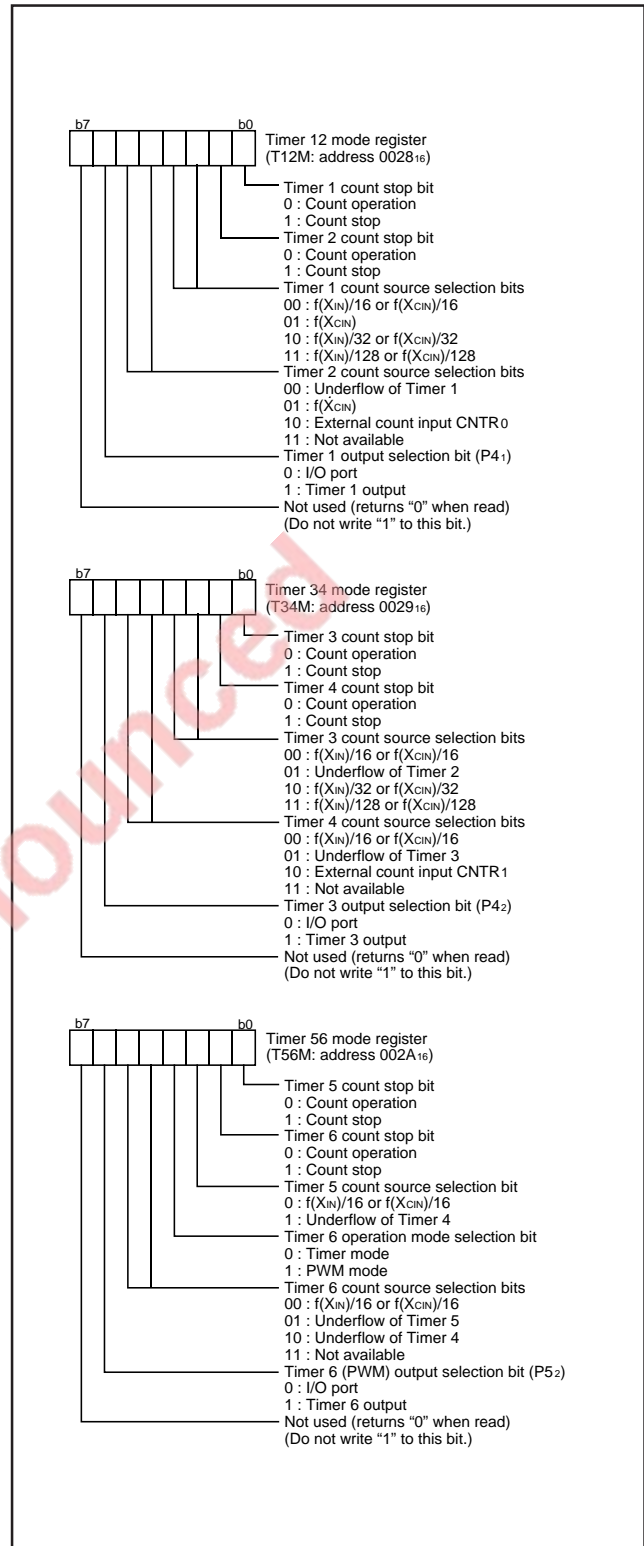 b7 b0
Timer 12 mode register
(T12M: address 0028₁₆)
Timer 1 count stop bit
0 : Count operation
1 : Count stop
Timer 2 count stop bit
0 : Count operation
1 : Count stop
Timer 1 count source selection bits
00 : f(XIN)/16 or f(XCIN)/16
01 : f(XCIN)
10 : f(XIN)/32 or f(XCIN)/32
11 : f(XIN)/128 or f(XCIN)/128
Timer 2 count source selection bits
00 : Underflow of Timer 1
01 : f(XCIN)
10 : External count input CNTR0
11 : Not available
Timer 1 output selection bit (P4₁)
0 : I/O port
1 : Timer 1 output
Not used (returns “0” when read)
(Do not write “1” to this bit.)
b7 b0
Timer 34 mode register
(T34M: address 0029₁₆)
Timer 3 count stop bit
0 : Count operation
1 : Count stop
Timer 4 count stop bit
0 : Count operation
1 : Count stop
Timer 3 count source selection bits
00 : f(XIN)/16 or f(XCIN)/16
01 : Underflow of Timer 2
10 : f(XIN)/32 or f(XCIN)/32
11 : f(XIN)/128 or f(XCIN)/128
Timer 4 count source selection bits
00 : f(XIN)/16 or f(XCIN)/16
01 : Underflow of Timer 3
10 : External count input CNTR1
11 : Not available
Timer 3 output selection bit (P4₂)
0 : I/O port
1 : Timer 3 output
Not used (returns “0” when read)
(Do not write “1” to this bit.)
b7 b0
Timer 56 mode register
(T56M: address 002A₁₆)
Timer 5 count stop bit
0 : Count operation
1 : Count stop
Timer 6 count stop bit
0 : Count operation
1 : Count stop
Timer 5 count source selection bit
0 : f(XIN)/16 or f(XCIN)/16
1 : Underflow of Timer 4
Timer 6 operation mode selection bit
0 : Timer mode
1 : PWM mode
Timer 6 count source selection bits
00 : f(XIN)/16 or f(XCIN)/16
01 : Underflow of Timer 5
10 : Underflow of Timer 4
11 : Not available
Timer 6 (PWM) output selection bit (P5₂)
0 : I/O port
1 : Timer 6 output
Not used (returns “0” when read)
(Do not write “1” to this bit.)